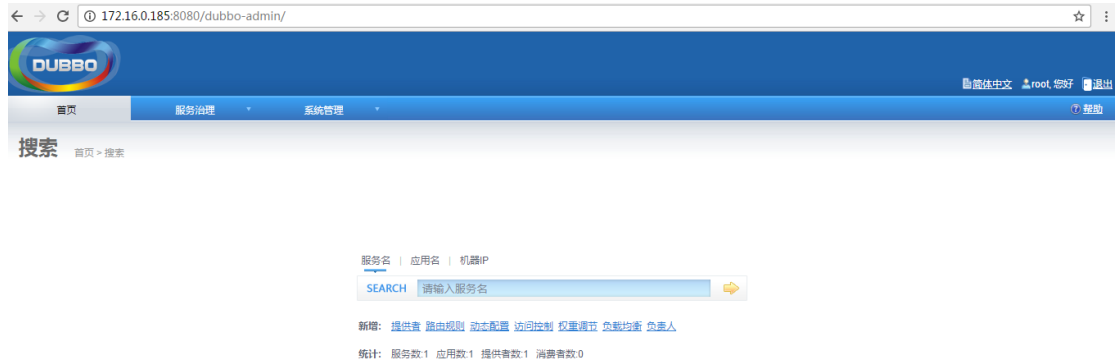 172.16.0.185:8080/dubbo-admin/
DUBBO
简体中文 root, 您好 退出
首页 服务治理 系统管理 帮助
搜索 首页 > 搜索
服务名 | 应用名 | 机器IP
SEARCH 请输入服务名
新增: 提供者 路由规则 动态配置 访问控制 权重调节 负载均衡 负责人
统计: 服务数:1 应用数:1 提供者数:1 消费者数:0